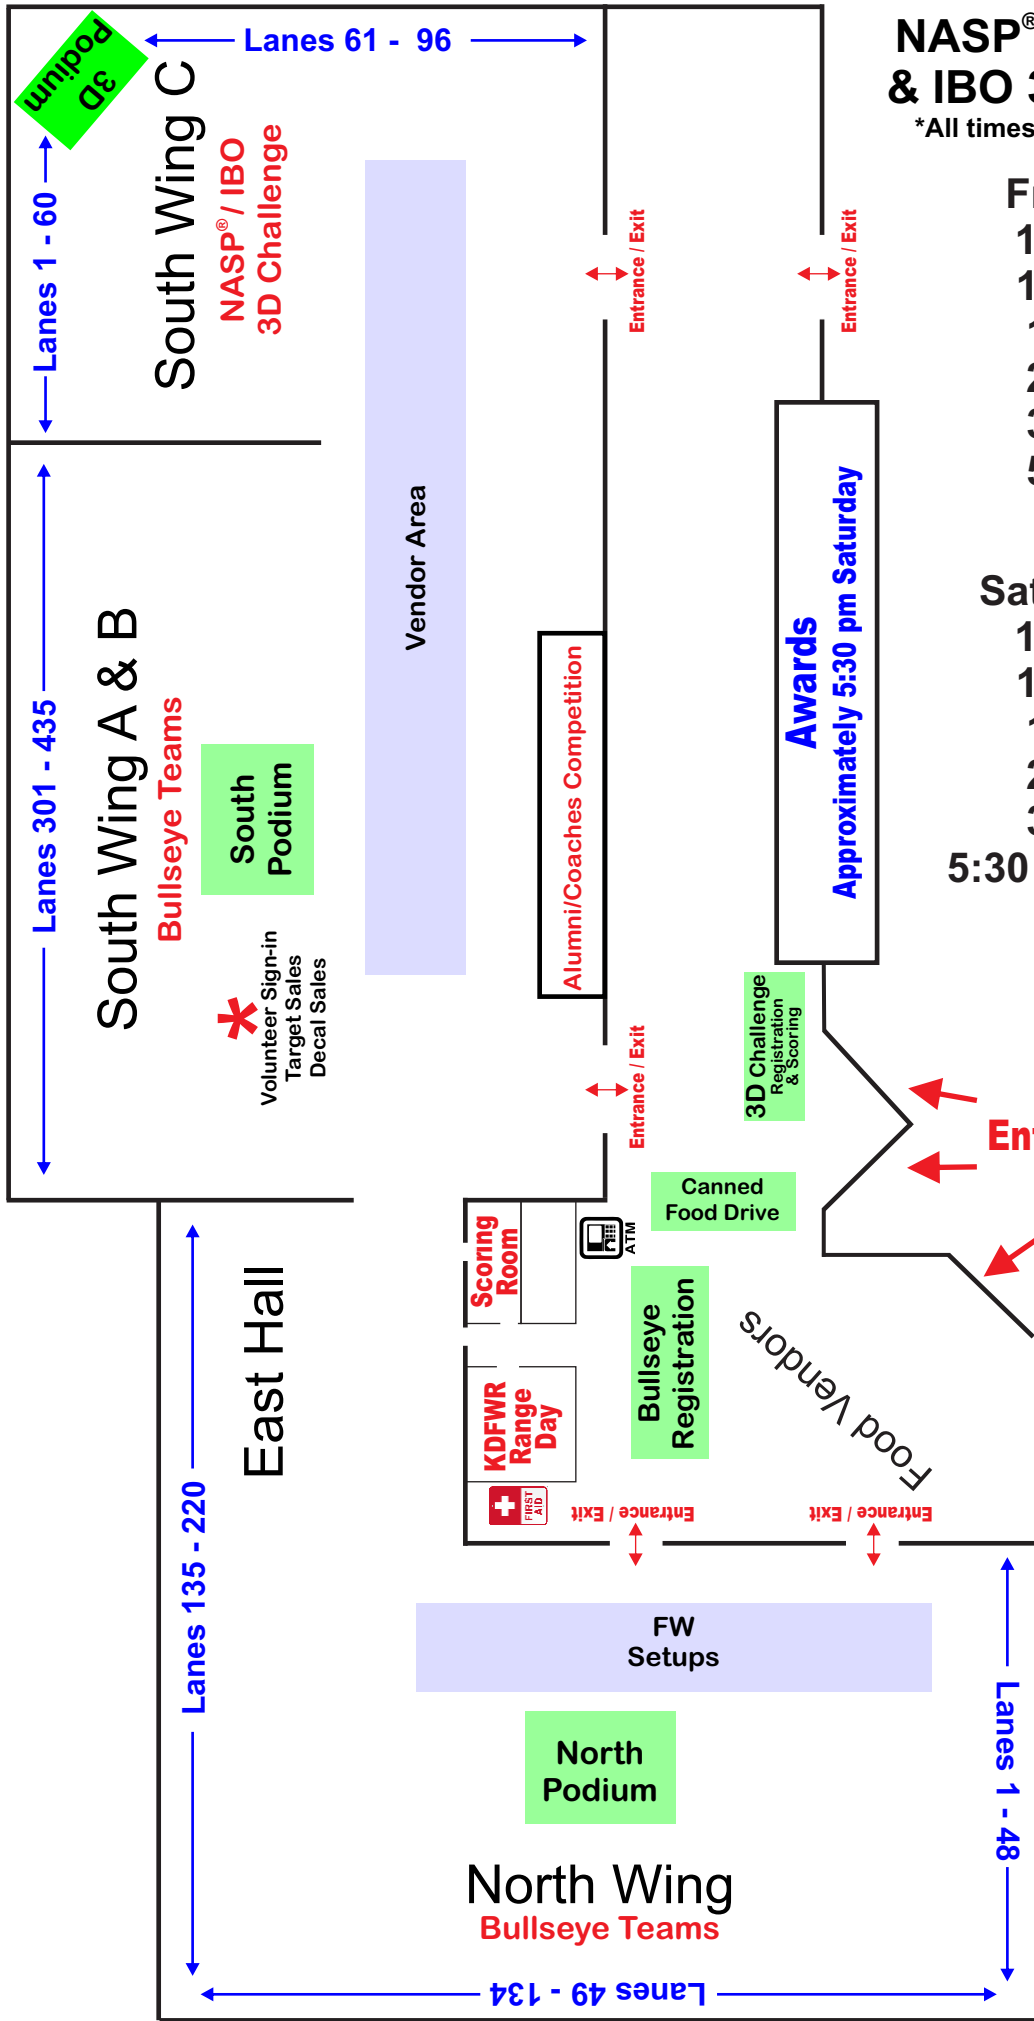 NASP®
& IBO
*All times
Lanes 61 - 96
3D
Podium
Lanes 1 - 60
South Wing C
NASP® / IBO
3D Challenge
Entrance / Exit
Entrance / Exit
Vendor Area
Lanes 301 - 435
South Wing A & B
Bullseye Teams
South
Podium
*
Volunteer Sign-in
Target Sales
Decal Sales
Alumni/Coaches Competition
Awards
Approximately 5:30 pm Saturday
5:30
Entrance / Exit
3D Challenge
Registration
& Scoring
Canned
Food Drive
ATM
Scoring
Room
KDFWR
Range
Day
FIRST
AID
Bullseye
Registration
Food Vendors
Entrance / Exit
Entrance / Exit
East Hall
Lanes 135 - 220
FW
Setups
North
Podium
Lanes 1 - 48
North Wing
Bullseye Teams
Lanes 49 - 134